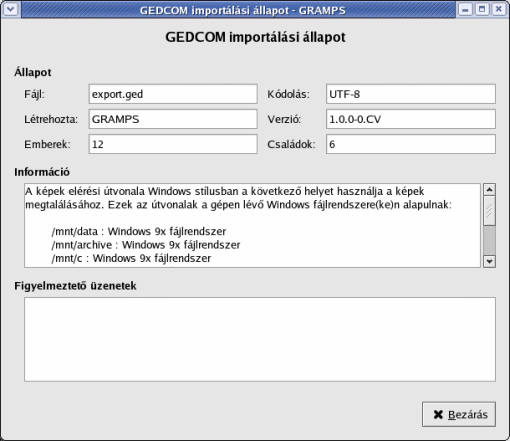 GEDCOM importálási állapot - GRAMPS
GEDCOM importálási állapot
Állapot
Fájl: export.ged Kódolás: UTF-8
Létrehozta: GRAMPS Verzió: 1.0.0-0.CV
Emberek: 12 Családok: 6
Információ
A képek elérési útvonala Windows stílusban a következő helyet használja a képek
megtalálásához. Ezek az útvonalak a gépen lévő Windows fájlrendszere(ke)n alapulnak:
/mnt/data : Windows 9x fájlrendszer
/mnt/archive : Windows 9x fájlrendszer
/mnt/c : Windows 9x fájlrendszer
Figyelmeztető üzenetek
Bezárás